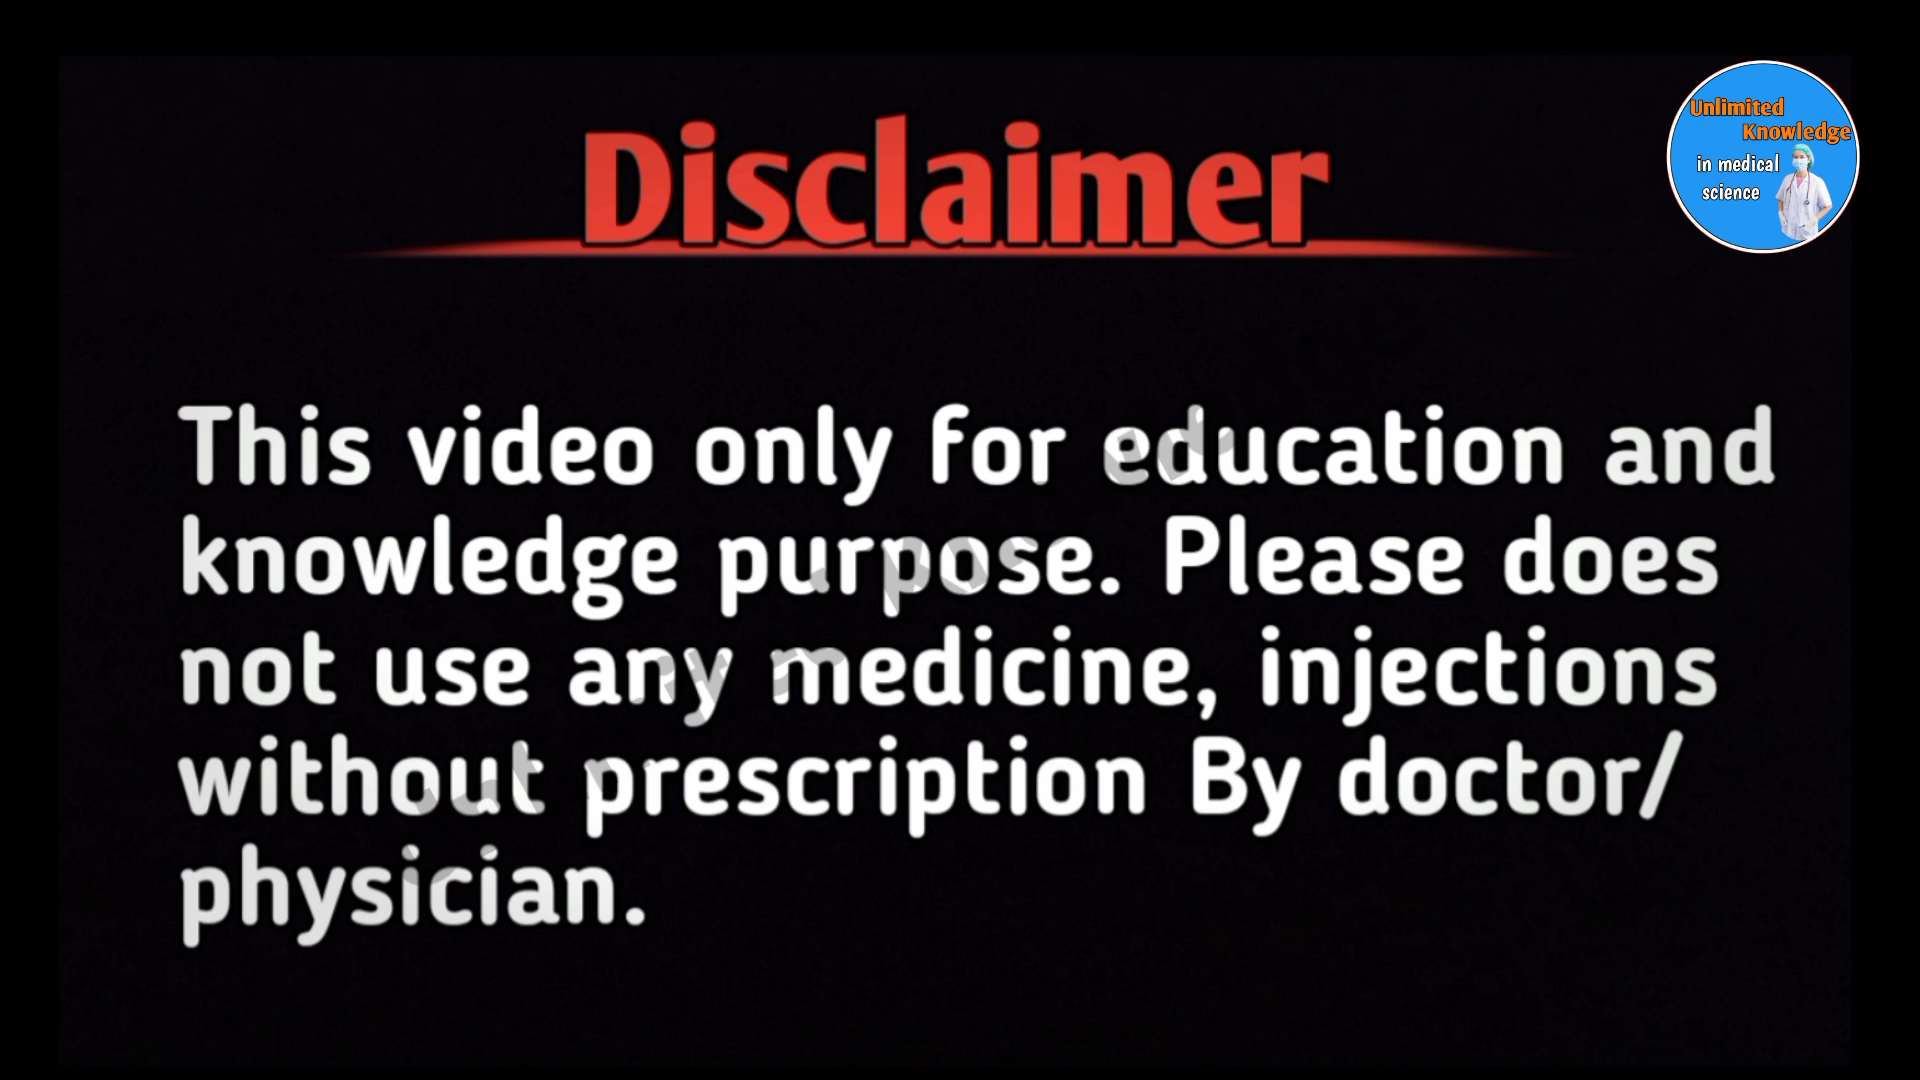 Disclaimer
Unlimited
Knowledge
in medical
science
This video only for education and
knowledge purpose. Please does
not use any medicine, injections
without prescription By doctor/
physician.